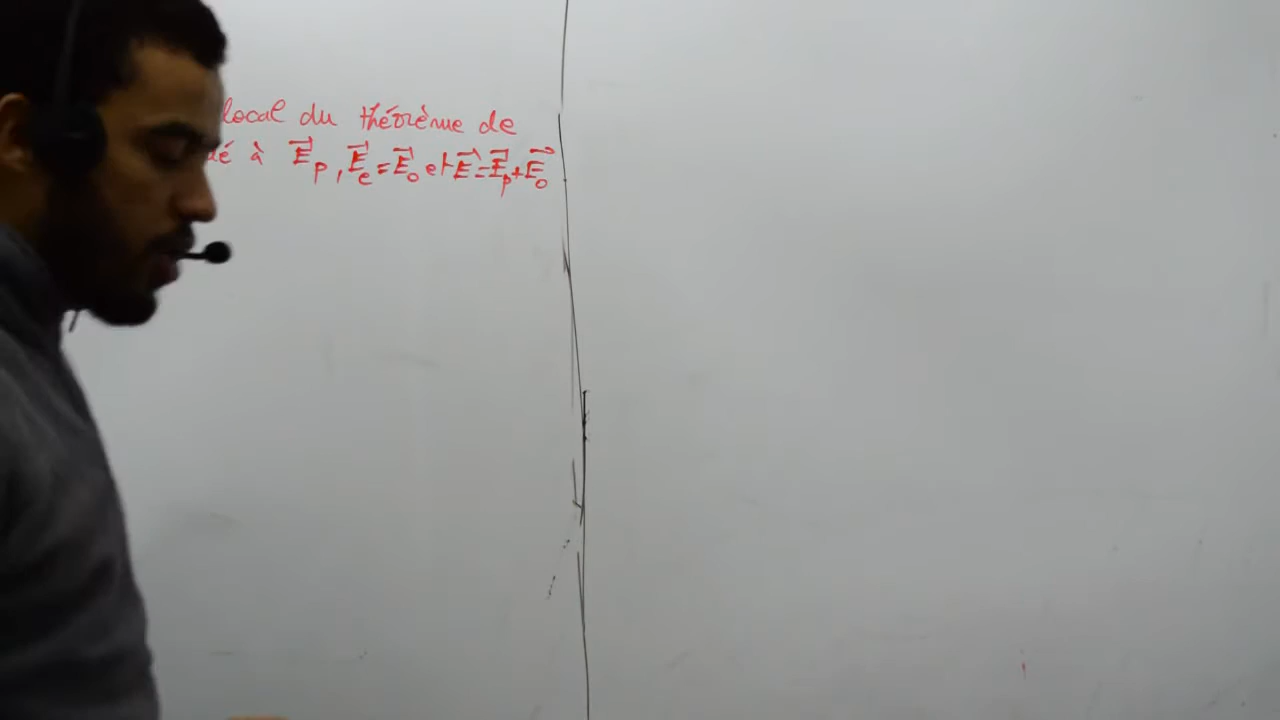 local du théorème de
à E⃗p, E⃗e = E⃗o et E⃗ = E⃗p + E⃗o